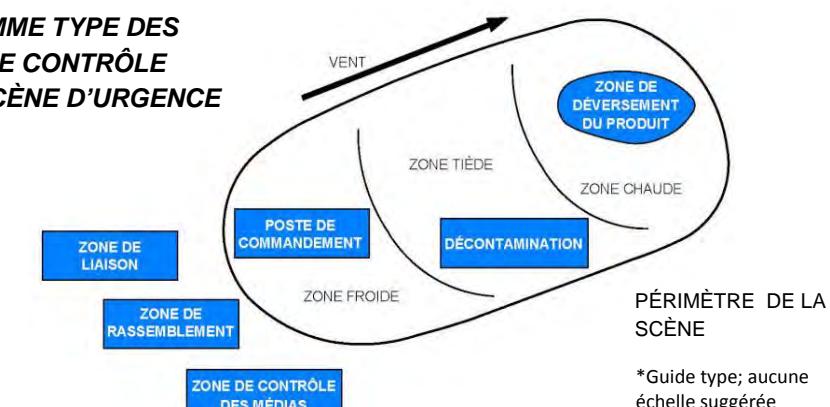 MME TYPE DES
E CONTRÔLE
CÈNE D'URGENCE
VENT
ZONE DE
DÉVERSEMENT
DU PRODUIT
ZONE TIÈDE
ZONE CHAUDE
POSTE DE
COMMANDEMENT
DÉCONTAMINATION
ZONE DE
LIAISON
ZONE FROIDE
ZONE DE
RASSEMBLEMENT
PÉRIMÈTRE DE LA
SCÈNE
ZONE DE CONTRÔLE
DES MÉDIAS
*Guide type; aucune
échelle suggérée